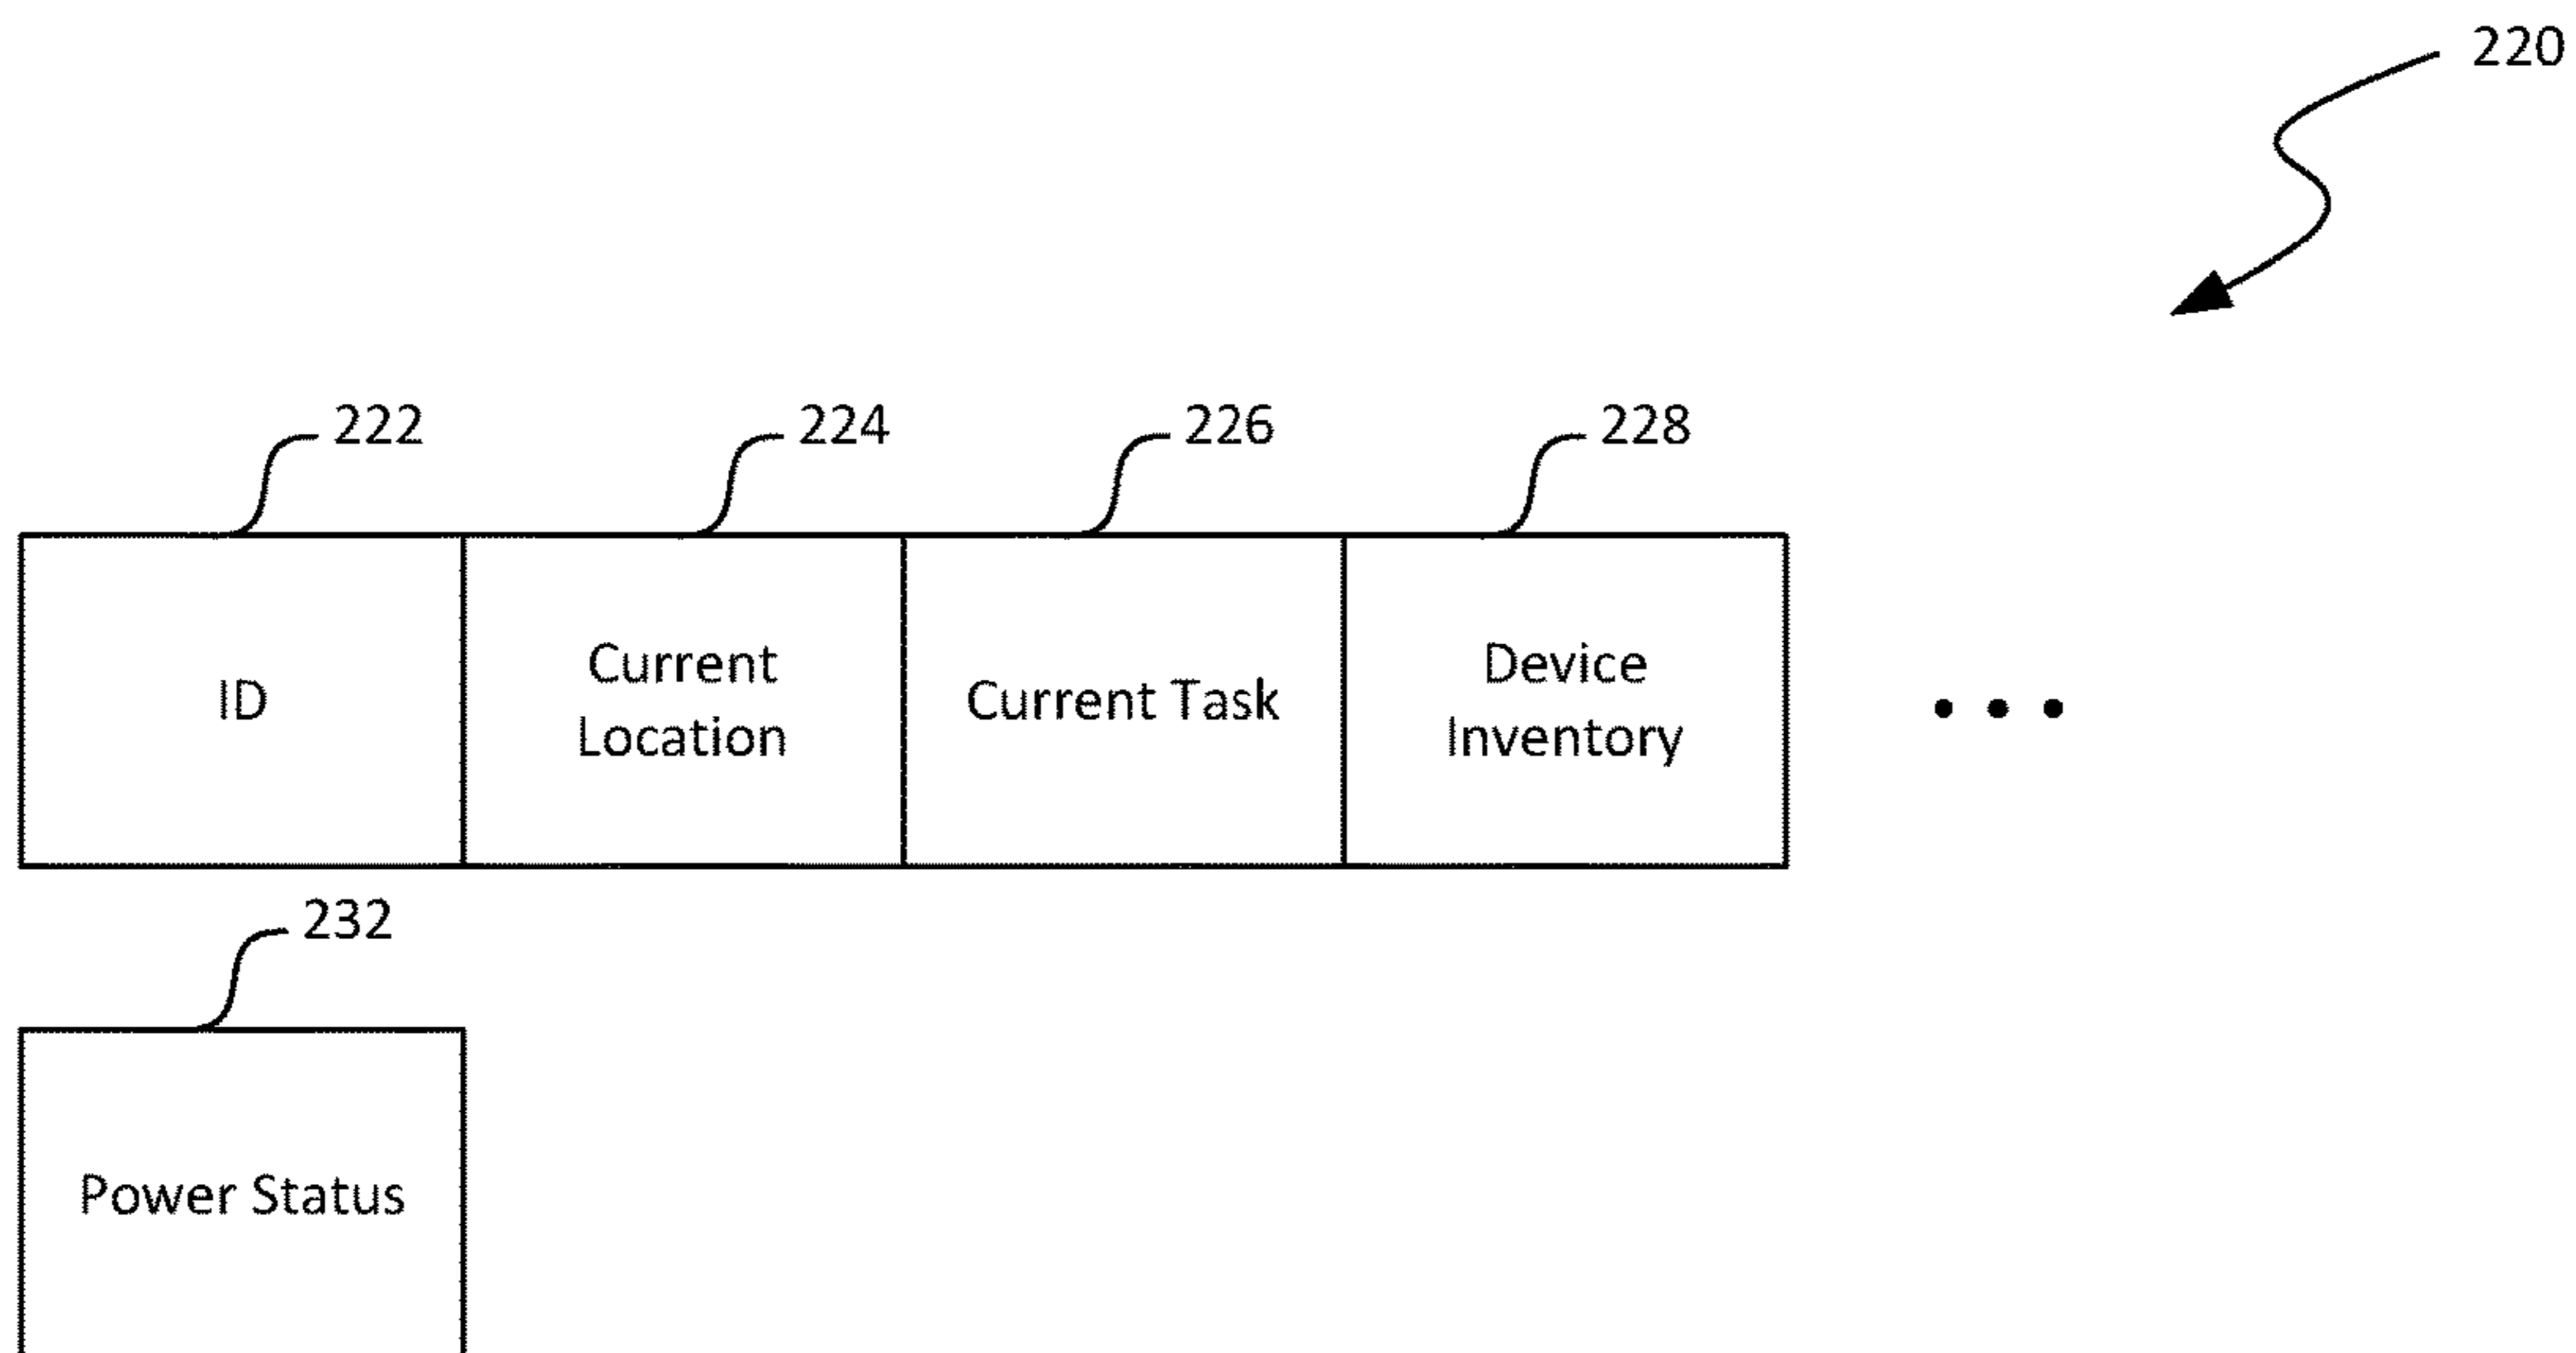 220
222
224
226
228
ID
Current
Location
Current Task
Device
Inventory
232
Power Status